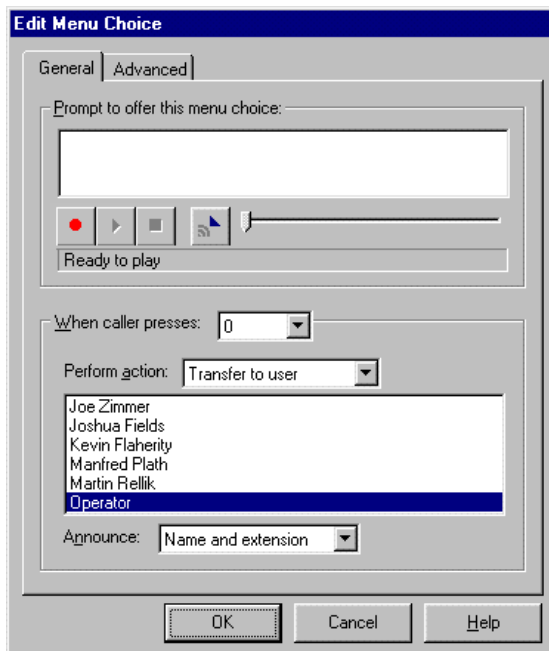 Edit Menu Choice
General Advanced
Prompt to offer this menu choice:
Ready to play
When caller presses: 0
Perform action: Transfer to user
Joe Zimmer
Joshua Fields
Kevin Flaherity
Manfred Plath
Martin Rellik
Operator
Announce: Name and extension
OK Cancel Help